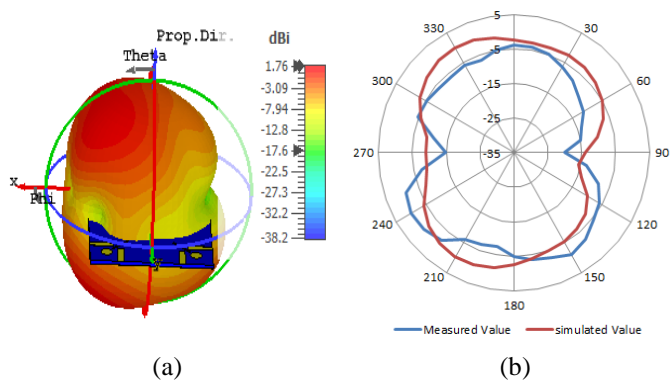 Prop.Dir.
Theta
X
Phi
Y
dBi
1.76
-3.09
-7.94
-12.8
-17.6
-22.5
-27.3
-32.2
-38.2
5
-5
-15
-25
-35
30
60
90
120
150
180
210
240
270
300
330
Measured Value
simulated Value
(a)
(b)